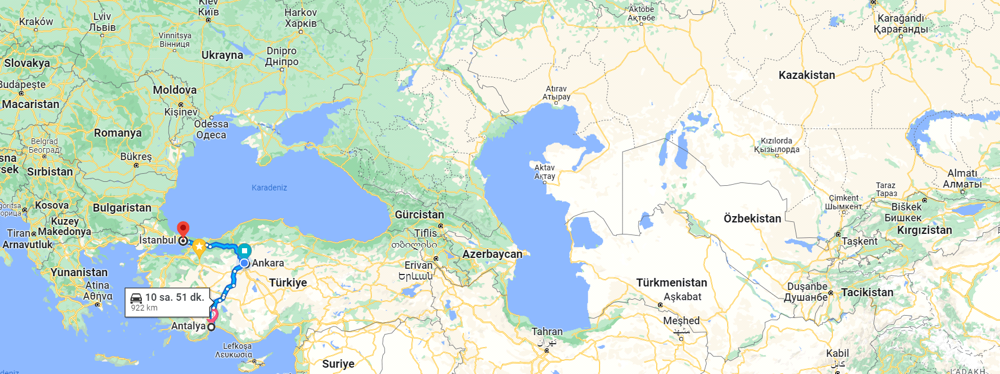 Kiev
Київ
Harkov
Харків
Aktöbe
Ақтөбе
Karağandı
Қарағанды
Kraków
Lviv
Львів
Vinnitsya
Вінниця
Ukrayna
Dnipro
Дніпро
Slovakya
Kazakistan
Budapeşte
Moldova
Macaristan
Kişinev
Atırav
Атырау
Odessa
Одеса
Romanya
Belgrad
Београд
Bükreş
Kızılorda
Қызылорда
sna
rsek
Sırbistan
Aktav
Ақтау
Almatı
Алматы
Karadeniz
Taraz
Тараз
Çimkent
Шымкент
Bişkek
Бишкек
goritsa
орица
Kosova
Bulgaristan
Gürcistan
Özbekistan
Kırgızistan
Kuzey
Makedonya
Tiran
Arnavutluk
İstanbul
Tiflis
თბილისი
Taşkent
Azerbaycan
Ankara
Erivan
Երևան
Yunanistan
Atina
Αθήνα
Türkiye
Türkmenistan
Aşkabat
Duşanbe
Душанбе
Tacikistan
10 sa. 51 dk.
922 km
Antalya
Meşhed
مشهد
Tahran
تهران
Lefkoşa
Λευκωσία
Suriye
Kabil
کابل
LADAKH
deniz